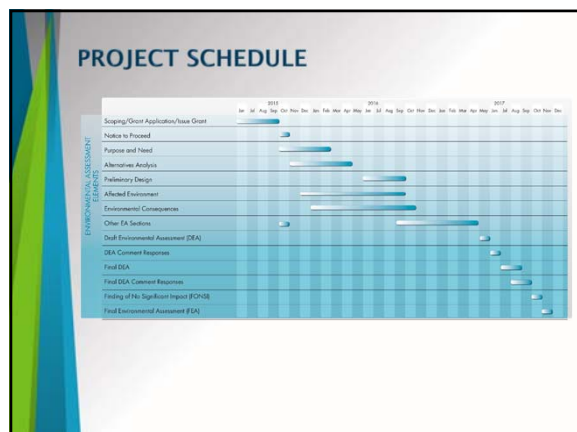 PROJECT SCHEDULE
2015 2016 2017
Jan Jul Aug Sep Oct Nov Dec Jan Feb Mar Apr May Jun Jul Aug Sep Oct Nov Dec Jan Feb Mar Apr May Jun Jul Aug Sep Oct Nov Dec
ENVIRONMENTAL ASSESSMENT
ELEMENTS
Scoping/Grant Application/Issue Grant
Notice to Proceed
Purpose and Need
Alternatives Analysis
Preliminary Design
Affected Environment
Environmental Consequences
Other EA Sections
Draft Environmental Assessment (DEA)
DEA Comment Responses
Final DEA
Final DEA Comment Responses
Finding of No Significant Impact (FONSI)
Final Environmental Assessment (FEA)